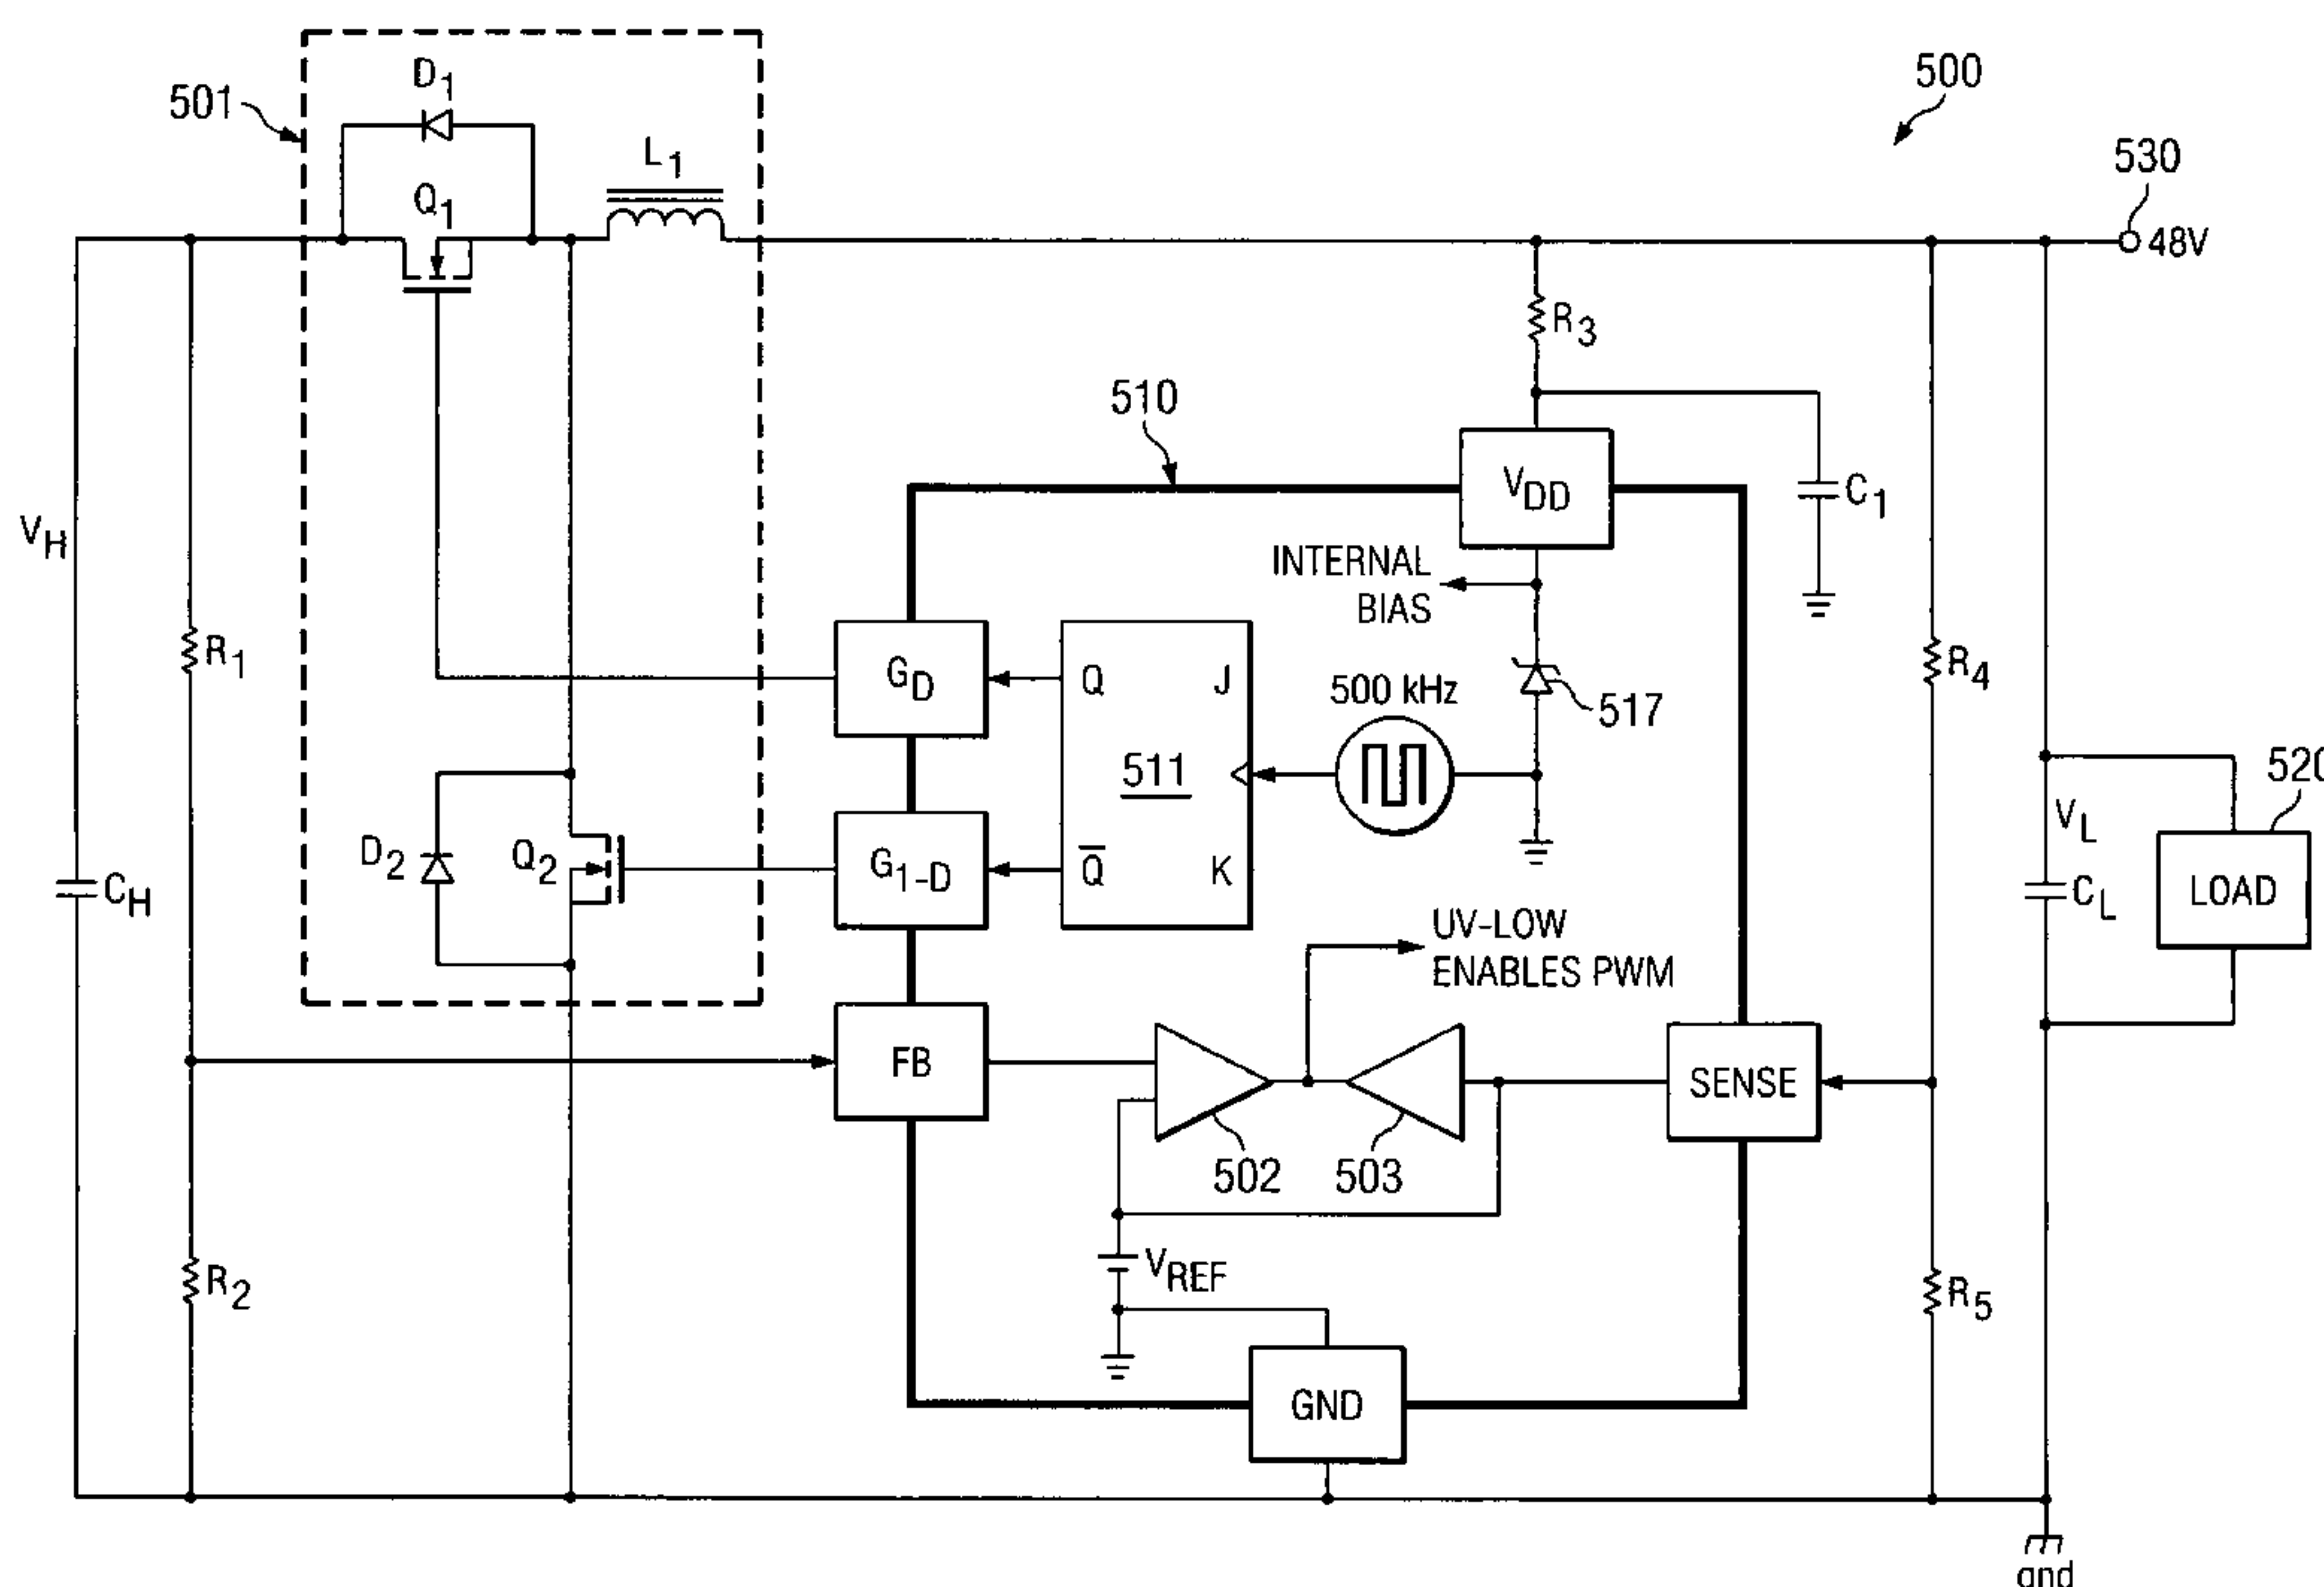 500
501
D1
530
L1
Q1
48V
R3
510
VDD
C1
VH
INTERNAL
BIAS
R1
GD
Q
J
500 kHz
517
R4
511
520
VL
D2
Q2
G1-D
Q̅
K
CH
CL
LOAD
UV-LOW
ENABLES PWM
FB
SENSE
502
503
VREF
R2
R5
GND
gnd